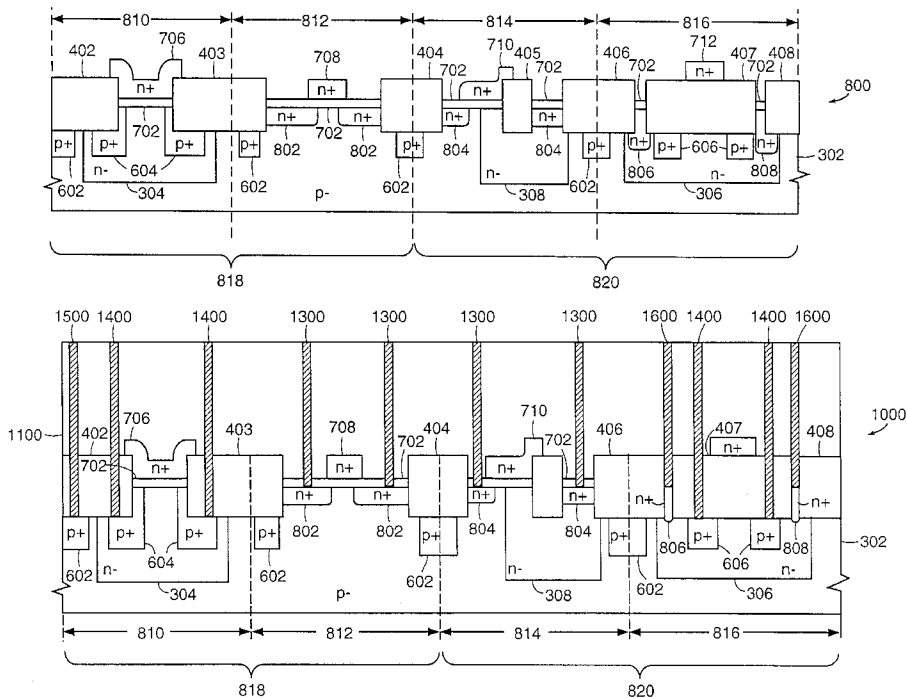 810 812 814 816
402 706 403 708 404 710 405 406 712 407 408
702 702 702 702
n+ n+ n+ n+
800
702 702
n+ n+ n+ n+ n+ n+
802 802 804 804
p+ p+ p+ p+ p+ p+ p+ p+
302
602 604 602 602 602 806 606 808
n- n- n-
304 p- 308 306
818 820
1500 1400 1400 1300 1300 1300 1300 1600 1400 1400 1600
1100 402 706 403 708 702 404 710 702 406 407 408 1000
702
n+ n+ n+ n+
n+ n+ n+ n+ n+ n+
802 802 804 804
p+ p+ p+ p+ p+ p+ p+ p+
806 808 302
602 604 602 602 602 606
n- n- n-
304 p- 308 306
810 812 814 816
818 820